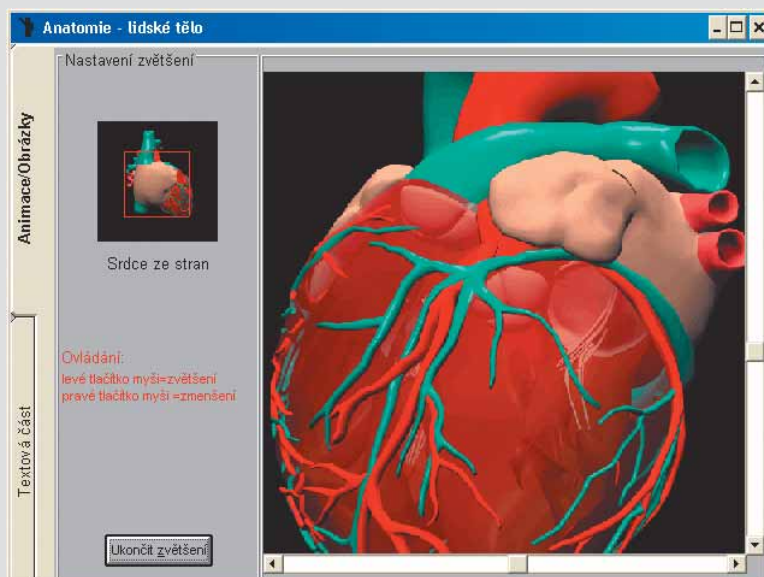 Anatomie - lidské tělo
Nastavení zvětšení
Animace/Obrázky
Srdce ze stran
Ovládání:
levé tlačítko myši=zvětšení
pravé tlačítko myši =zmenšení
Textová část
Ukončit zvětšení